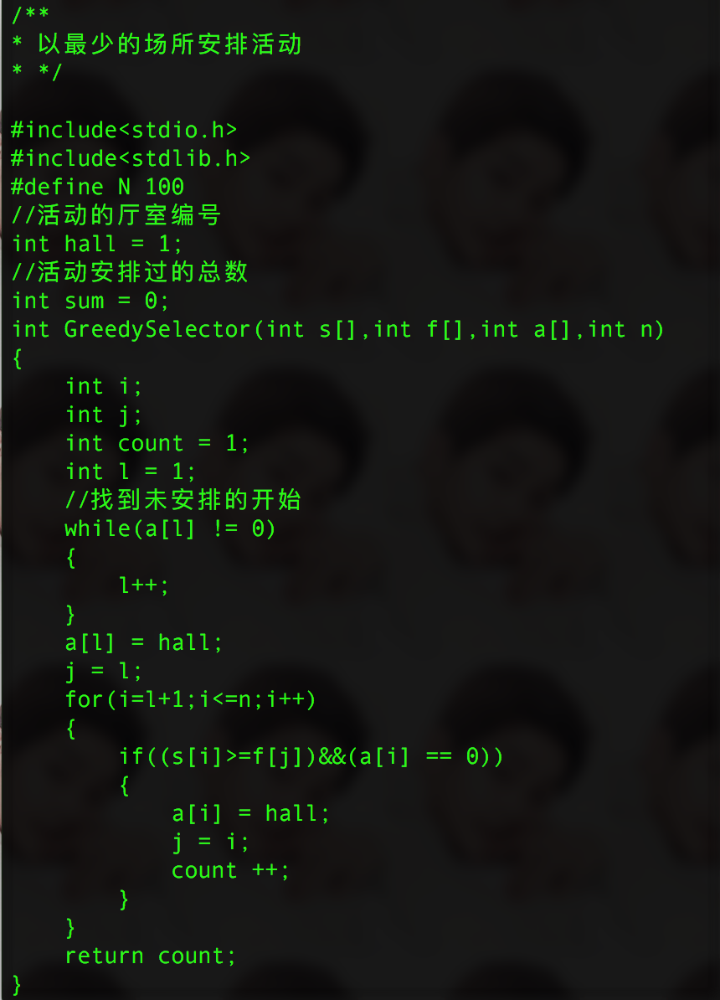 /**
* 以最少的场所安排活动
* */
#include<stdio.h>
#include<stdlib.h>
#define N 100
//活动的厅室编号
int hall = 1;
//活动安排过的总数
int sum = 0;
int GreedySelector(int s[],int f[],int a[],int n)
{
    int i;
    int j;
    int count = 1;
    int l = 1;
    //找到未安排的开始
    while(a[l] != 0)
    {
        l++;
    }
    a[l] = hall;
    j = l;
    for(i=l+1;i<=n;i++)
    {
        if((s[i]>=f[j])&&(a[i] == 0))
        {
            a[i] = hall;
            j = i;
            count ++;
        }
    }
    return count;
}